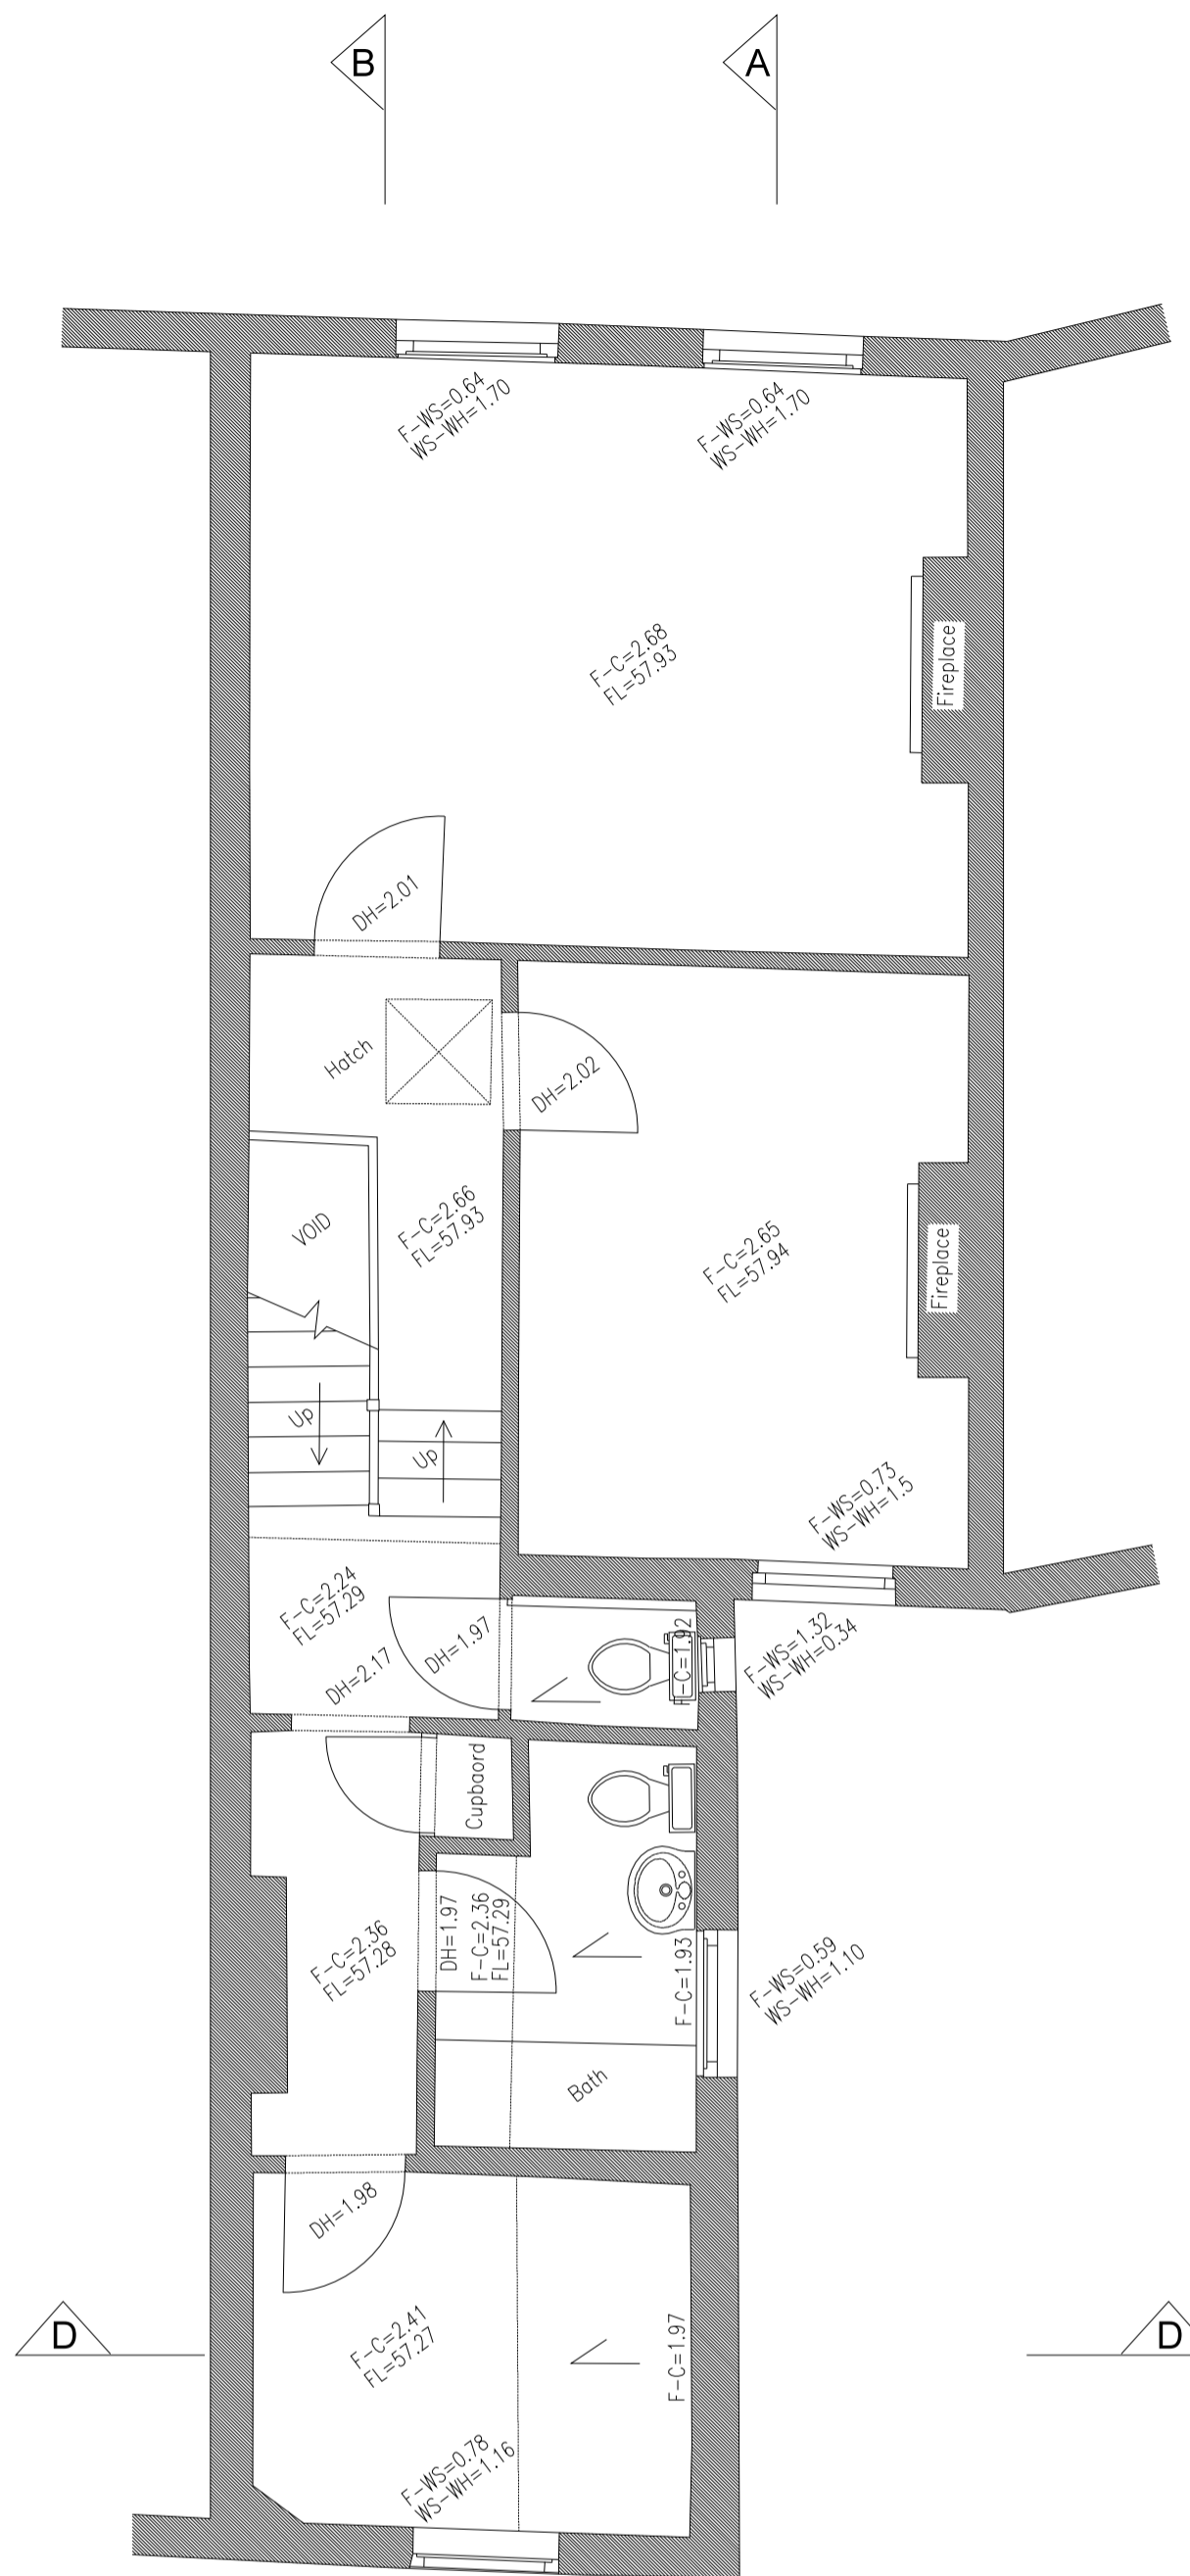 B
A
F-WS=0.64
WS-WH=1.70
F-WS=0.64
WS-WH=1.70
F-C=2.68
FL=57.93
Fireplace
DH=2.01
Hatch
DH=2.02
VOID
F-C=2.66
FL=57.93
F-C=2.65
FL=57.94
Fireplace
Up
Up
F-WS=0.73
WS-WH=1.5
F-C=2.24
FL=57.29
DH=1.97
DH=2.17
F-C=1.92
F-WS=1.32
WS-WH=0.34
Cupbaord
F-C=2.36
FL=57.28
DH=1.97
F-C=2.36
FL=57.29
F-C=1.93
F-WS=0.59
WS-WH=1.10
Bath
DH=1.98
D
D
F-C=2.41
FL=57.27
F-C=1.97
F-WS=0.78
WS-WH=1.16